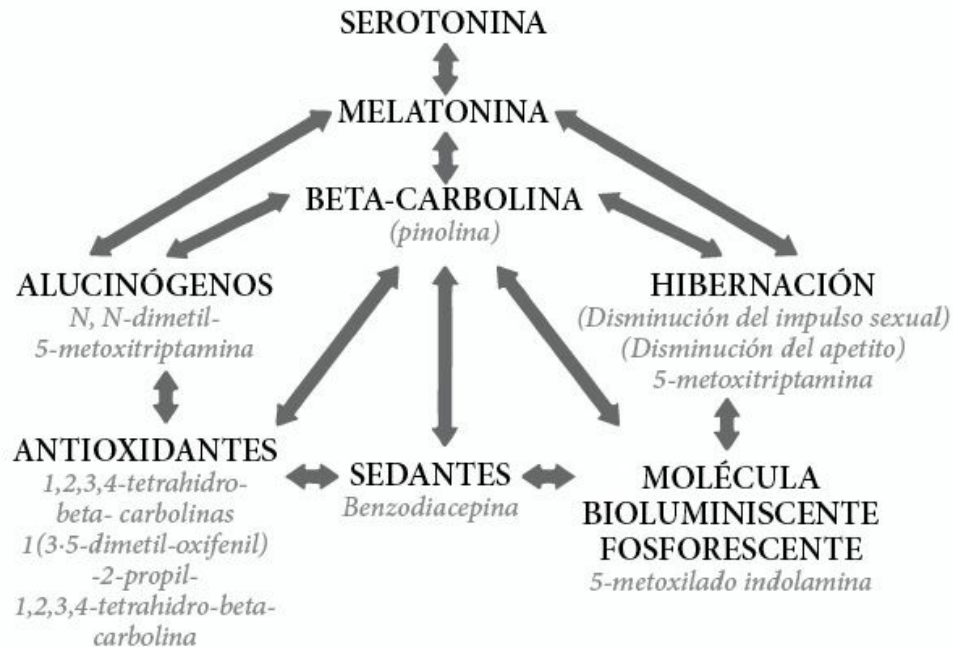 SEROTONINA
MELATONINA
BETA-CARBOLINA
(pinolina)
ALUCINÓGENOS
N, N-dimetil-
5-metoxitriptamina
HIBERNACIÓN
(Disminución del impulso sexual)
(Disminución del apetito)
5-metoxitriptamina
ANTIOXIDANTES
1,2,3,4-tetrahidro-
beta- carbolinas
1(3·5-dimetil-oxifenil)
-2-propil-
1,2,3,4-tetrahidro-beta-
carbolina
SEDANTES
Benzodiacepina
MOLÉCULA
BIOLUMINISCENTE
FOSFORESCENTE
5-metoxilado indolamina